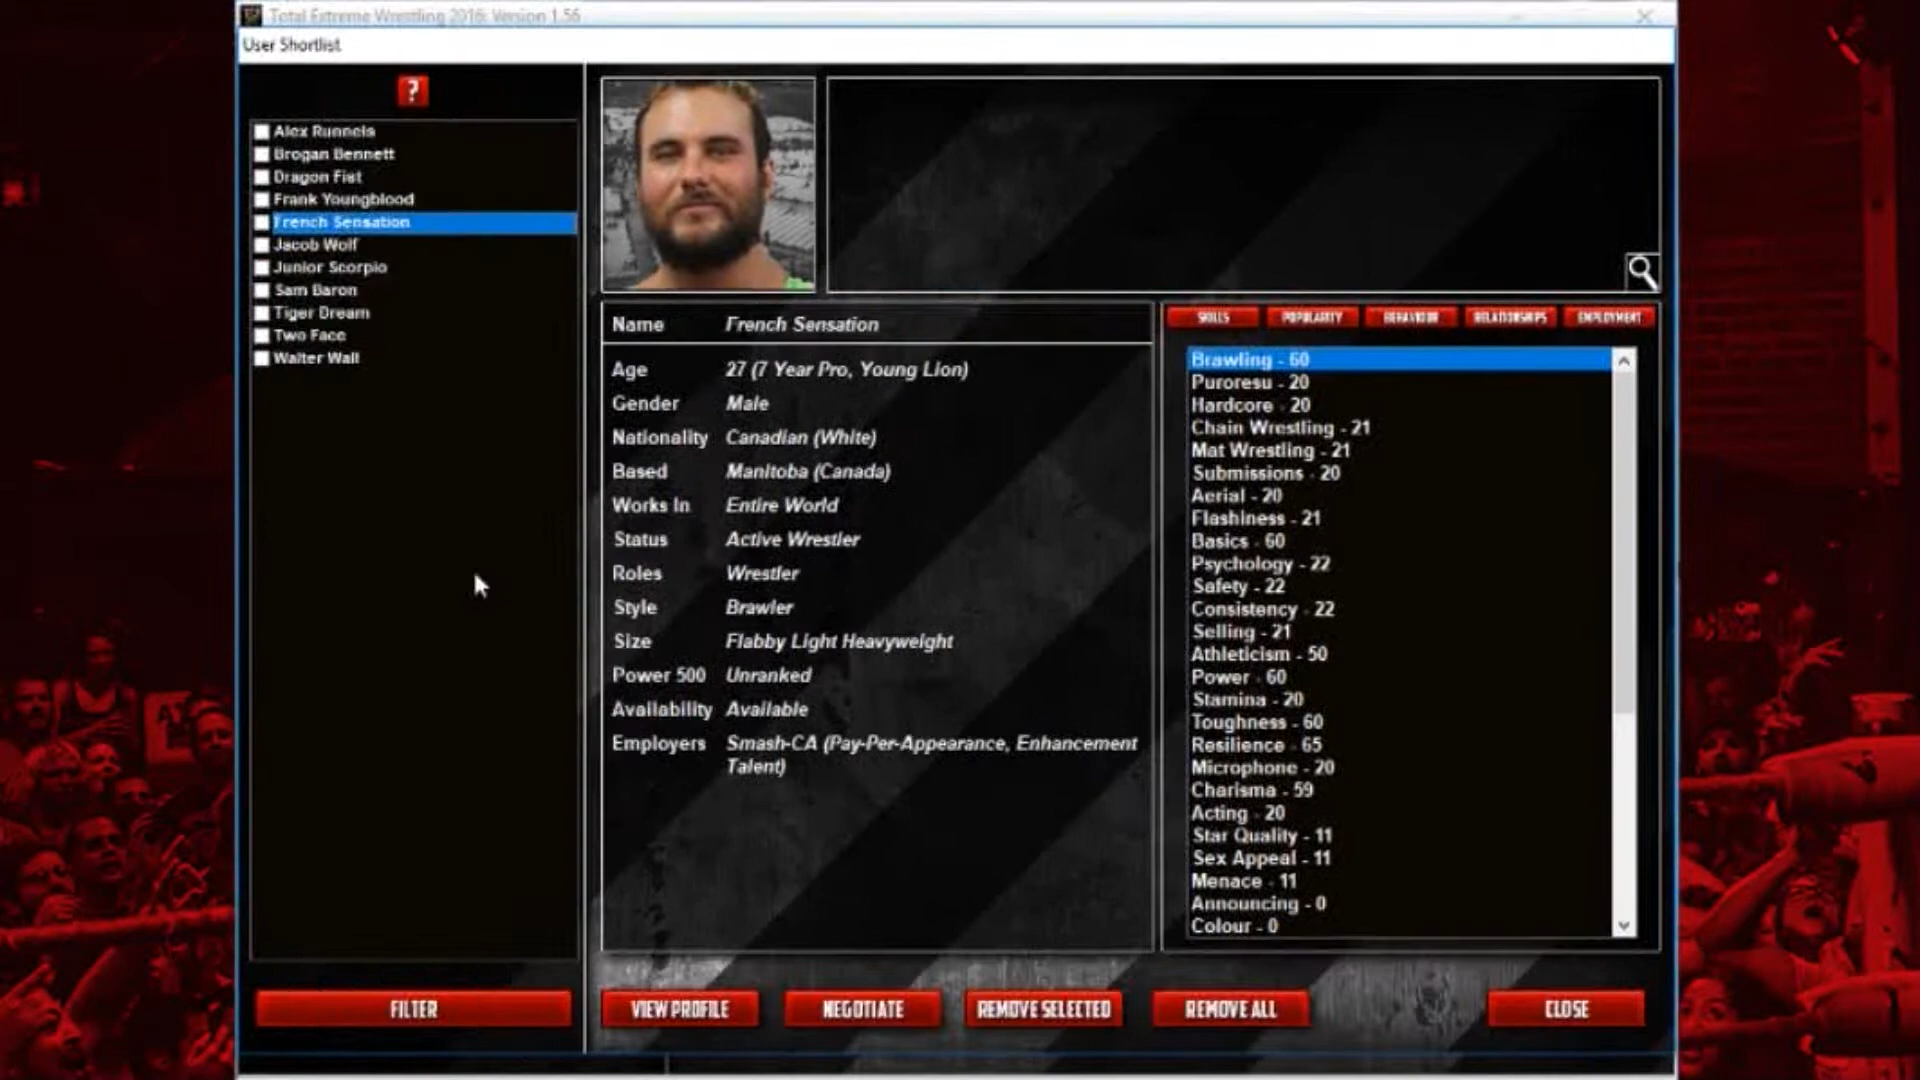 Total Extreme Wrestling 2016: Version 1.56
User Shortlist
?
Alex Runnels
Brogan Bennett
Dragon Fist
Frank Youngblood
French Sensation
Jacob Wolf
Junior Scorpio
Sam Baron
Tiger Dream
Two Face
Walter Wall
FILTER
Name French Sensation
Age 27 (7 Year Pro, Young Lion)
Gender Male
Nationality Canadian (White)
Based Manitoba (Canada)
Works In Entire World
Status Active Wrestler
Roles Wrestler
Style Brawler
Size Flabby Light Heavyweight
Power 500 Unranked
Availability Available
Employers Smash-CA (Pay-Per-Appearance, Enhancement
Talent)
SKILLS POPULARITY BEHAVIOUR RELATIONSHIPS EMPLOYMENT
Brawling - 60
Puroresu - 20
Hardcore - 20
Chain Wrestling - 21
Mat Wrestling - 21
Submissions - 20
Aerial - 20
Flashiness - 21
Basics - 60
Psychology - 22
Safety - 22
Consistency - 22
Selling - 21
Athleticism - 50
Power - 60
Stamina - 20
Toughness - 60
Resilience - 65
Microphone - 20
Charisma - 59
Acting - 20
Star Quality - 11
Sex Appeal - 11
Menace - 11
Announcing - 0
Colour - 0
VIEW PROFILE NEGOTIATE REMOVE SELECTED REMOVE ALL CLOSE